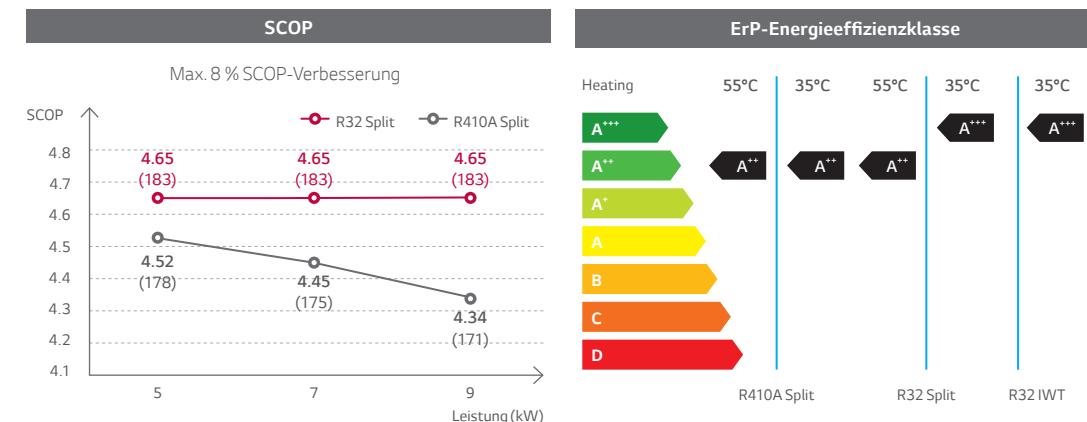 SCOP
Max. 8 % SCOP-Verbesserung
SCOP
R32 Split
R410A Split
4.8
4.7
4.6
4.5
4.4
4.3
4.2
4.1
4.65
(183)
4.65
(183)
4.65
(183)
4.52
(178)
4.45
(175)
4.34
(171)
5
7
9
Leistung (kW)
ErP-Energieeffizienzklasse
Heating
55°C
35°C
55°C
35°C
35°C
A+++
A+++
A+++
A++
A++
A++
A++
A+
A
B
C
D
R410A Split
R32 Split
R32 IWT